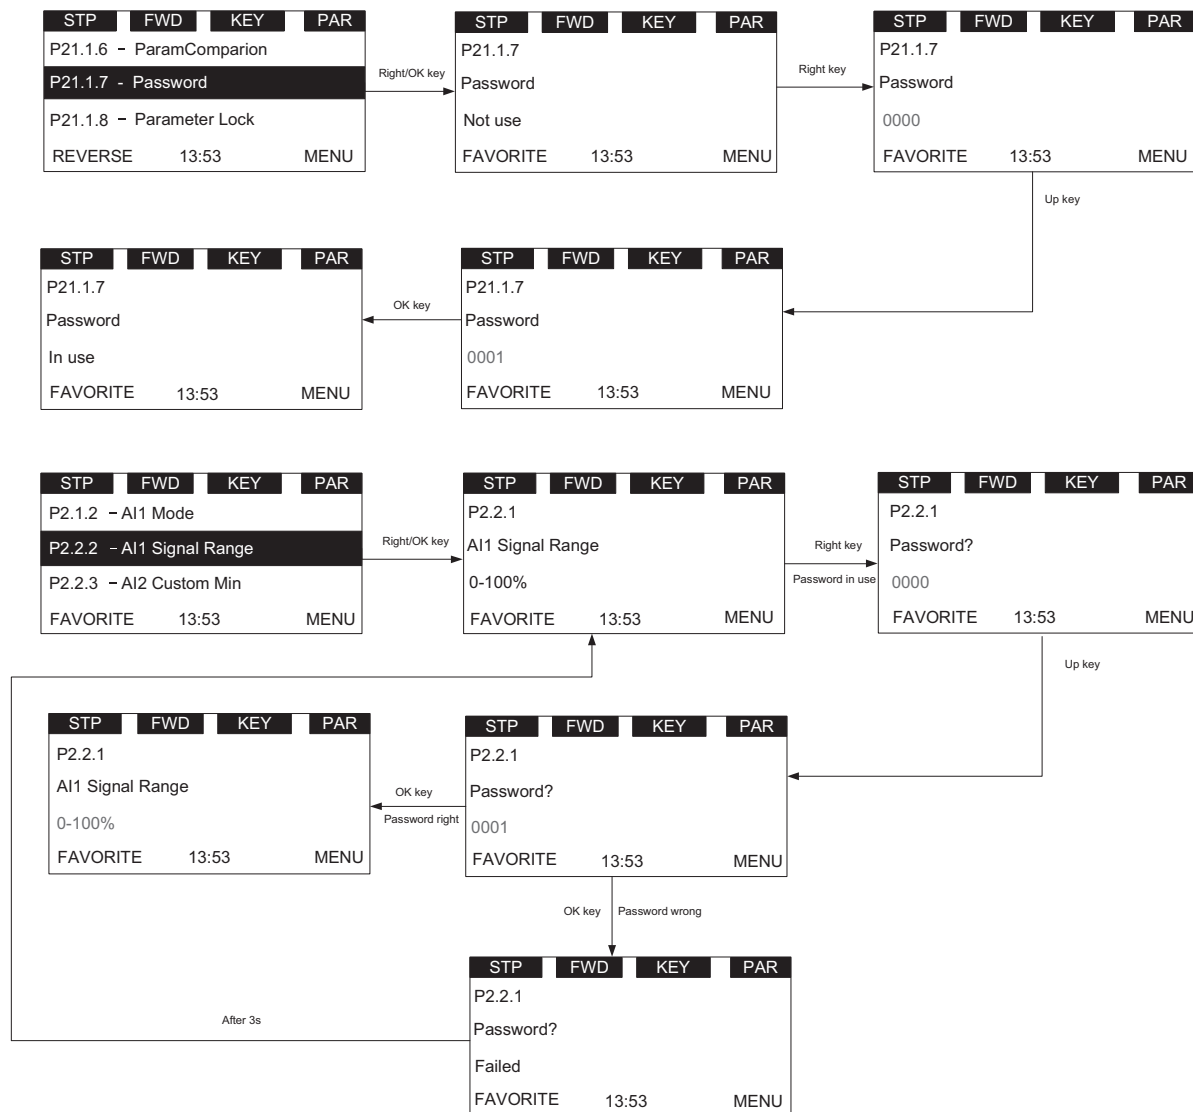 STP FWD KEY PAR
P21.1.6 – ParamComparion
P21.1.7 - Password
P21.1.8 – Parameter Lock
REVERSE 13:53 MENU
Right/OK key
STP FWD KEY PAR
P21.1.7
Password
Not use
FAVORITE 13:53 MENU
Right key
STP FWD KEY PAR
P21.1.7
Password
0000
FAVORITE 13:53 MENU
Up key
STP FWD KEY PAR
P21.1.7
Password
0001
FAVORITE 13:53 MENU
OK key
STP FWD KEY PAR
P21.1.7
Password
In use
FAVORITE 13:53 MENU
STP FWD KEY PAR
P2.1.2 – AI1 Mode
P2.2.2 – AI1 Signal Range
P2.2.3 – AI2 Custom Min
FAVORITE 13:53 MENU
Right/OK key
STP FWD KEY PAR
P2.2.1
AI1 Signal Range
0-100%
FAVORITE 13:53 MENU
Right key
Password in use
STP FWD KEY PAR
P2.2.1
Password?
0000
FAVORITE 13:53 MENU
Up key
STP FWD KEY PAR
P2.2.1
Password?
0001
FAVORITE 13:53 MENU
OK key
Password right
STP FWD KEY PAR
P2.2.1
AI1 Signal Range
0-100%
FAVORITE 13:53 MENU
OK key Password wrong
STP FWD KEY PAR
P2.2.1
Password?
Failed
FAVORITE 13:53 MENU
After 3s